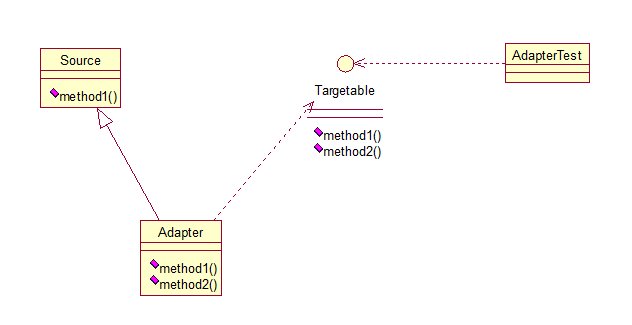 Source
method1()
Targetable
method1()
method2()
AdapterTest
Adapter
method1()
method2()